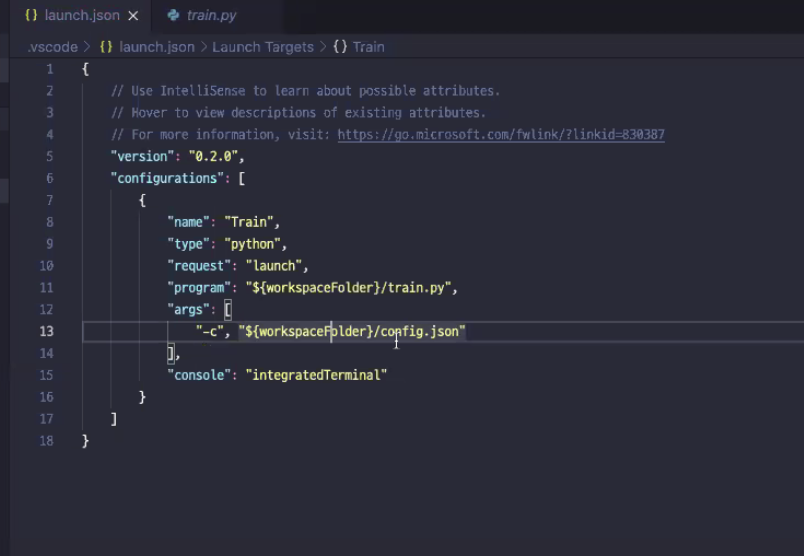 {} launch.json × train.py
.vscode > {} launch.json > Launch Targets > {} Train
1 {
2 // Use IntelliSense to learn about possible attributes.
3 // Hover to view descriptions of existing attributes.
4 // For more information, visit: https://go.microsoft.com/fwlink/?linkid=830387
5 "version": "0.2.0",
6 "configurations": [
7 {
8 "name": "Train",
9 "type": "python",
10 "request": "launch",
11 "program": "${workspaceFolder}/train.py",
12 "args": [
13 "-c", "${workspaceFolder}/config.json"
14 ],
15 "console": "integratedTerminal"
16 }
17 ]
18 }